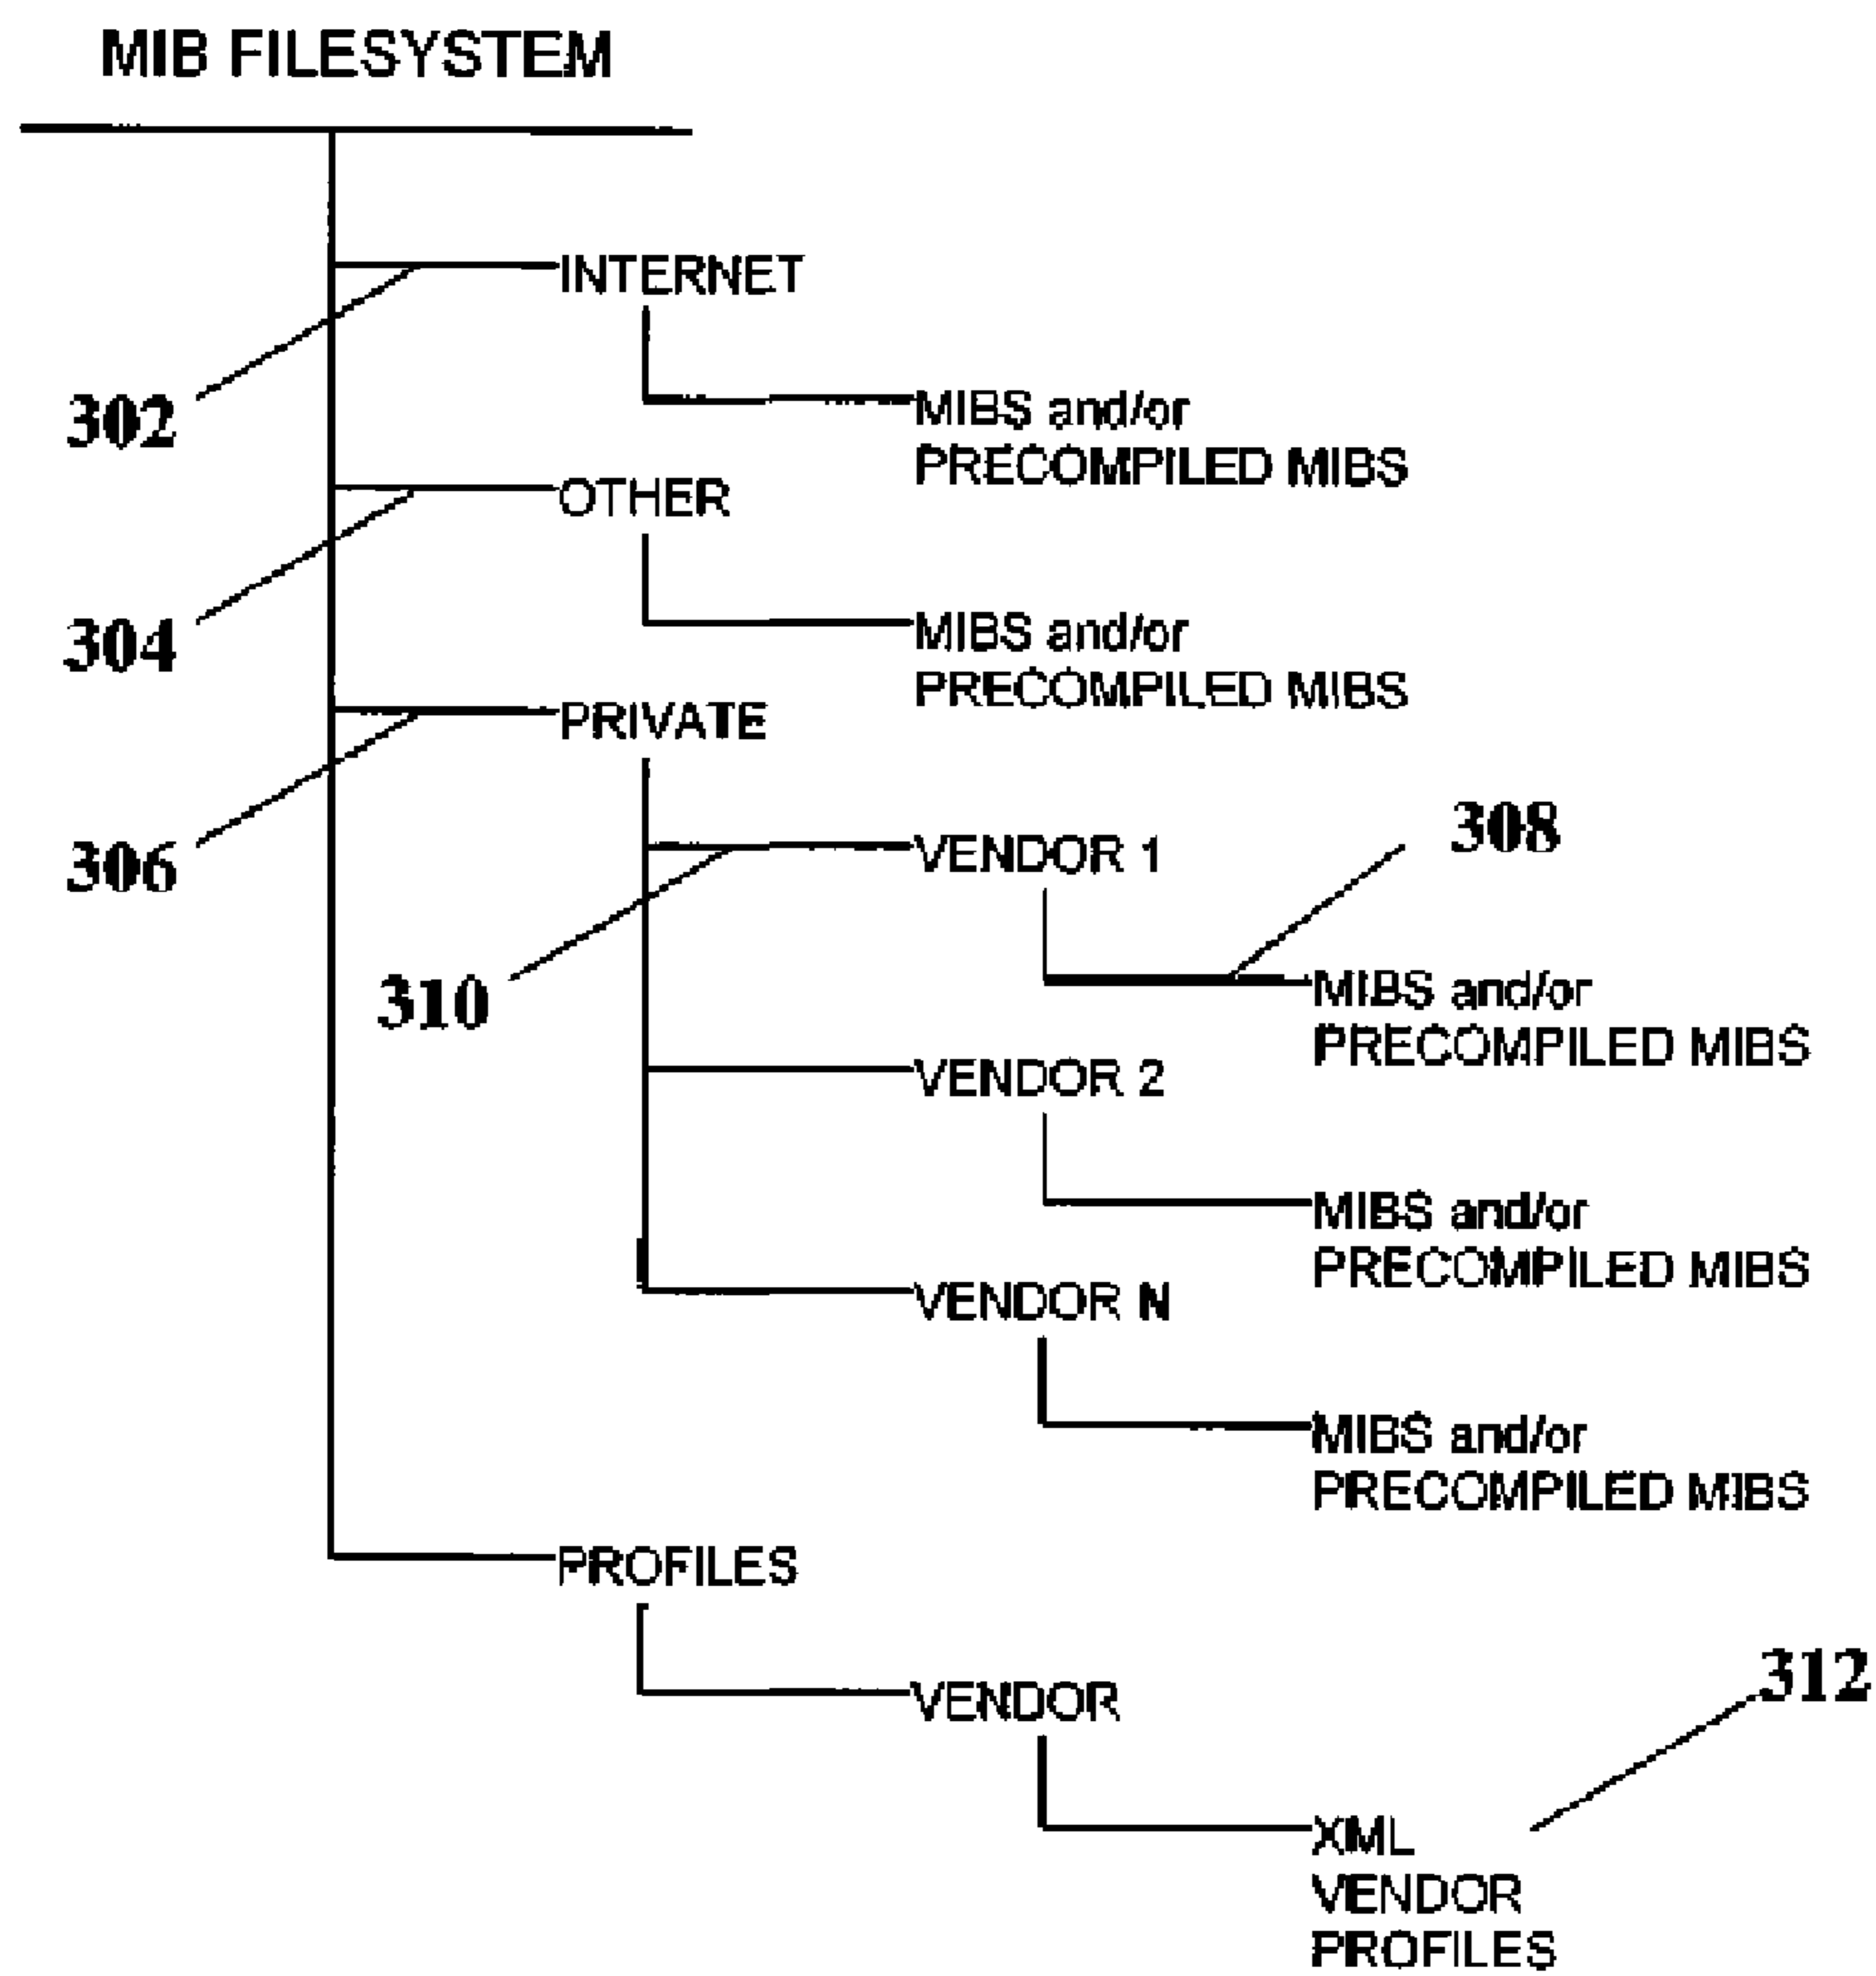 MIB FILESYSTEM
INTERNET
302
MIBS and/or
PRECOMPILED MIBS
OTHER
304
MIBS and/or
PRECOMPILED MIBS
PRIVATE
306
VENDOR 1
308
310
MIBS and/or
PRECOMPILED MIBS
VENDOR 2
MIBS and/or
PRECOMPILED MIBS
VENDOR N
MIBS and/or
PRECOMPILED MIBS
PROFILES
VENDOR
312
XML
VENDOR
PROFILES